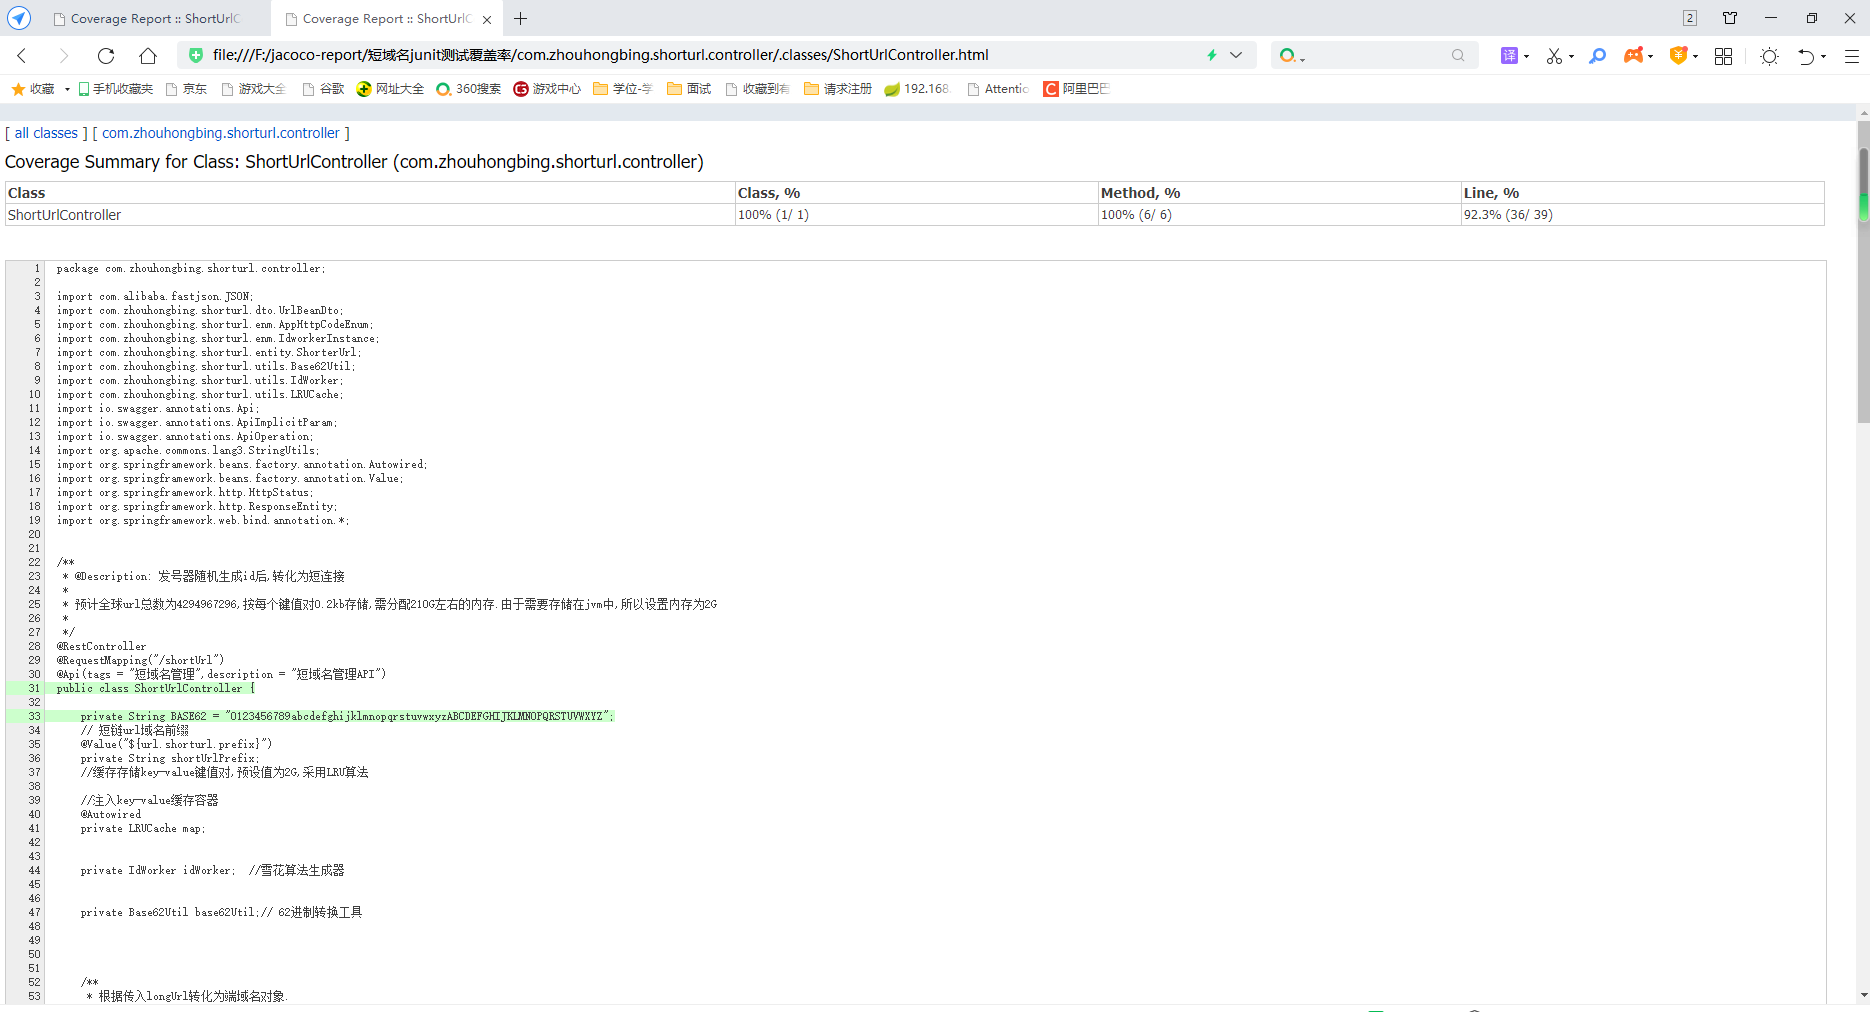 Coverage Report :: ShortUrlC
Coverage Report :: ShortUrlC
2
file:///F:/jacoco-report/短域名junit测试覆盖率/com.zhouhongbing.shorturl.controller/.classes/ShortUrlController.html
译
收藏 手机收藏夹 京东 游戏大全 谷歌 网址大全 360搜索 游戏中心 学位-学 面试 收藏到有 请求注册 192.168. Attentio 阿里巴巴
[ all classes ] [ com.zhouhongbing.shorturl.controller ]
Coverage Summary for Class: ShortUrlController (com.zhouhongbing.shorturl.controller)
Class Class, % Method, % Line, %
ShortUrlController 100% (1/ 1) 100% (6/ 6) 92.3% (36/ 39)
1 package com.zhouhongbing.shorturl.controller;
2
3 import com.alibaba.fastjson.JSON;
4 import com.zhouhongbing.shorturl.dto.UrlBeanDto;
5 import com.zhouhongbing.shorturl.enm.AppHttpCodeEnum;
6 import com.zhouhongbing.shorturl.enm.IdworkerInstance;
7 import com.zhouhongbing.shorturl.entity.ShorterUrl;
8 import com.zhouhongbing.shorturl.utils.Base62Util;
9 import com.zhouhongbing.shorturl.utils.IdWorker;
10 import com.zhouhongbing.shorturl.utils.LRUCache;
11 import io.swagger.annotations.Api;
12 import io.swagger.annotations.ApiImplicitParam;
13 import io.swagger.annotations.ApiOperation;
14 import org.apache.commons.lang3.StringUtils;
15 import org.springframework.beans.factory.annotation.Autowired;
16 import org.springframework.beans.factory.annotation.Value;
17 import org.springframework.http.HttpStatus;
18 import org.springframework.http.ResponseEntity;
19 import org.springframework.web.bind.annotation.*;
20
21
22 /**
23 * @Description: 发号器随机生成id后,转化为短连接
24 *
25 * 预计全球url总数为4294967296,按每个键值对0.2kb存储,需分配210G左右的内存.由于需要存储在jvm中,所以设置内存为2G
26 *
27 */
28 @RestController
29 @RequestMapping("/shortUrl")
30 @Api(tags = "短域名管理",description = "短域名管理API")
31 public class ShortUrlController {
32
33 private String BASE62 = "0123456789abcdefghijklmnopqrstuvwxyzABCDEFGHIJKLMNOPQRSTUVWXYZ";
34 // 短链url域名前缀
35 @Value("${url.shorturl.prefix}")
36 private String shortUrlPrefix;
37 //缓存存储key-value键值对,预设值为2G,采用LRU算法
38
39 //注入key-value缓存容器
40 @Autowired
41 private LRUCache map;
42
43
44 private IdWorker idWorker; //雪花算法生成器
45
46
47 private Base62Util base62Util;// 62进制转换工具
48
49
50
51
52 /**
53 * 根据传入longUrl转化为端域名对象.